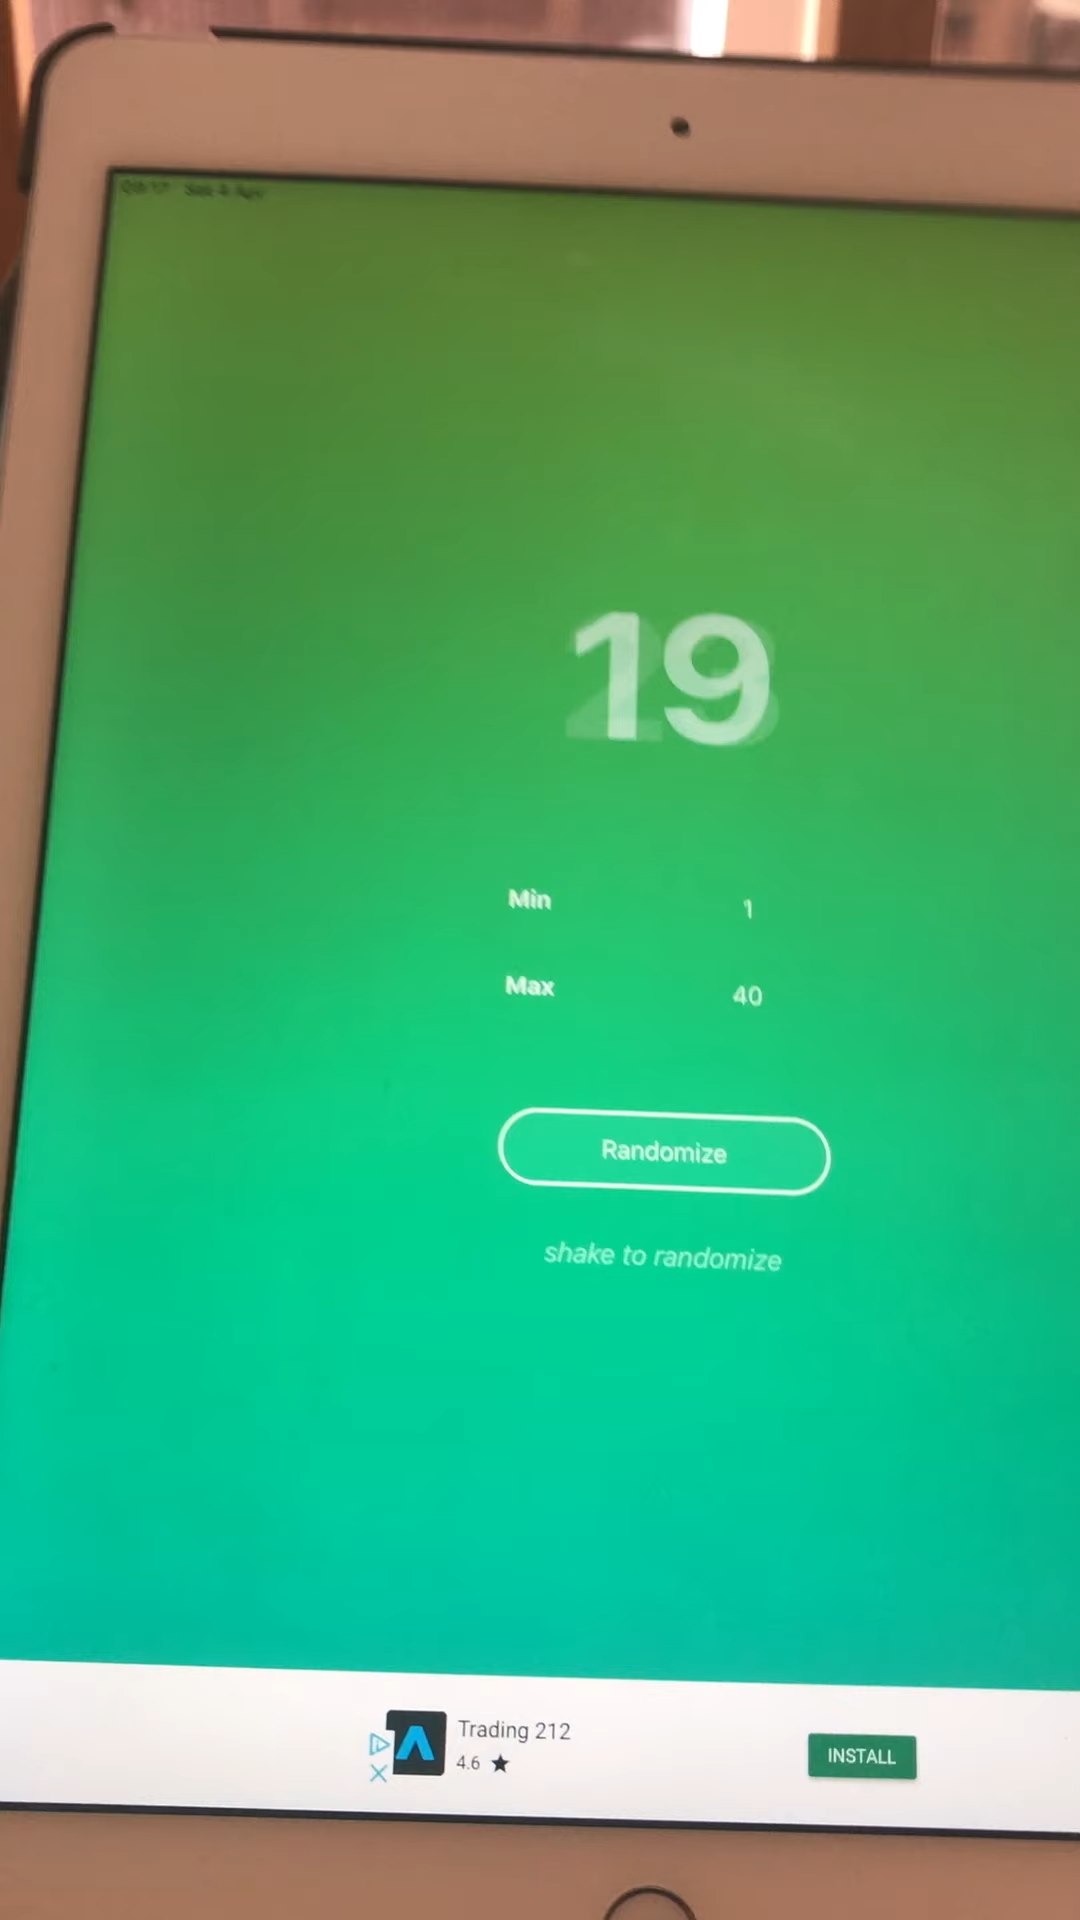 19
Min 1
Max 40
Randomize
shake to randomize
Trading 212
4.6 ★
INSTALL